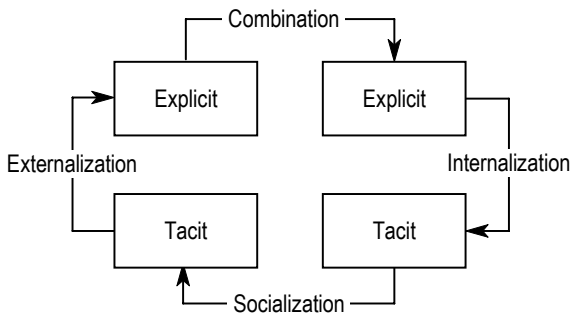 Combination
Explicit
Explicit
Externalization
Internalization
Tacit
Tacit
Socialization